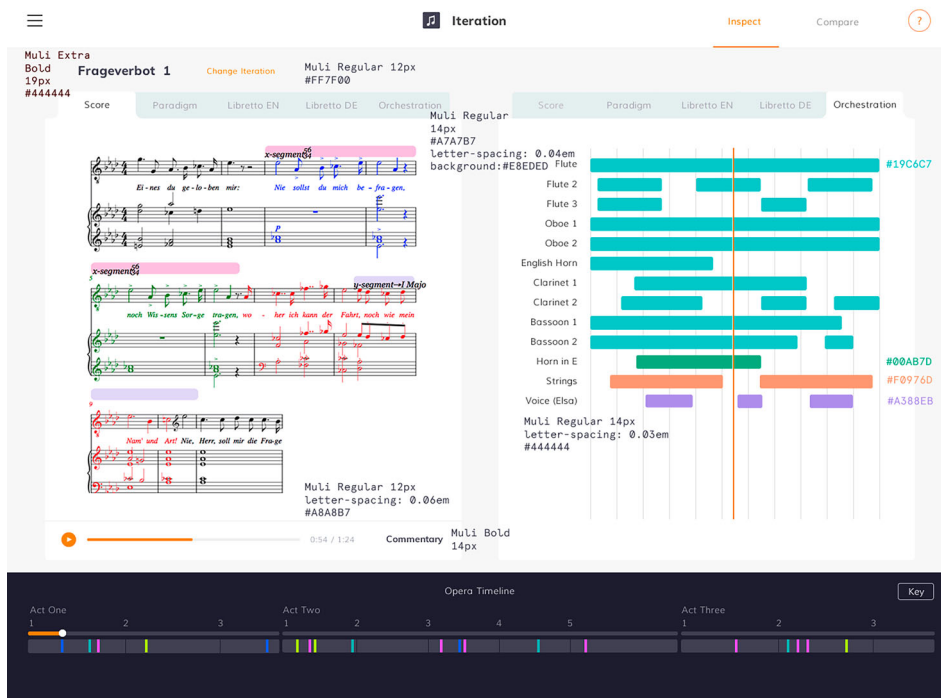 Iteration
Inspect
Compare
?
Muli Extra
Bold
19px
#444444
Frageverbot 1
Change Iteration
Muli Regular 12px
#FF7F00
Score
Paradigm
Libretto EN
Libretto DE
Orchestration
Muli Regular
14px
#A7A7B7
letter-spacing: 0.04em
background:#E8EDED
Score
Paradigm
Libretto EN
Libretto DE
Orchestration
x-segment
Ei - nes du ge - lo - ben mir: Nie sollst du mich be - fra - gen,
p
x-segment
5
y-segment→I Majo
noch Wis - sens Sor - ge tra - gen, wo - her ich kann der Fahrt, noch wie mein
9
Nam' und Art! Nie, Herr, soll mir die Fra - ge
Flute
#19C6C7
Flute 2
Flute 3
Oboe 1
Oboe 2
English Horn
Clarinet 1
Clarinet 2
Bassoon 1
Bassoon 2
Horn in E
#00AB7D
Strings
#F0976D
Voice (Elsa)
#A388EB
Muli Regular 14px
letter-spacing: 0.03em
#444444
Muli Regular 12px
letter-spacing: 0.06em
#A8A8B7
0:54 / 1:24
Commentary
Muli Bold
14px
Opera Timeline
Key
Act One
Act Two
Act Three
1 2 3 1 2 3 4 5 1 2 3